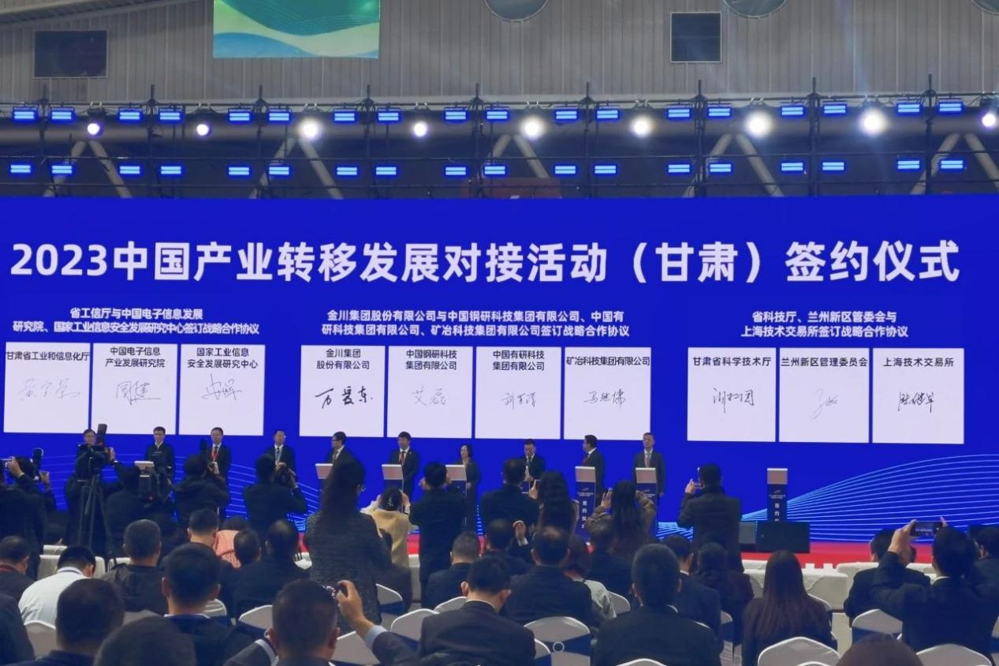 2023中国产业转移发展对接活动（甘肃）签约仪式
省工信厅与中国电子信息发展
研究院、国家工业信息安全发展研究中心签订战略合作协议
甘肃省工业和信息化厅
中国电子信息
产业发展研究院
国家工业信息
安全发展研究中心
金川集团股份有限公司与中国钢研科技集团有限公司、中国有
研科技集团有限公司、矿冶科技集团有限公司签订战略合作协议
金川集团
股份有限公司
万爱东
中国钢研科技
集团有限公司
艾磊
中国有研科技
集团有限公司
矿冶科技集团有限公司
省科技厅、兰州新区管委会与
上海技术交易所签订战略合作协议
甘肃省科学技术厅
兰州新区管理委员会
上海技术交易所